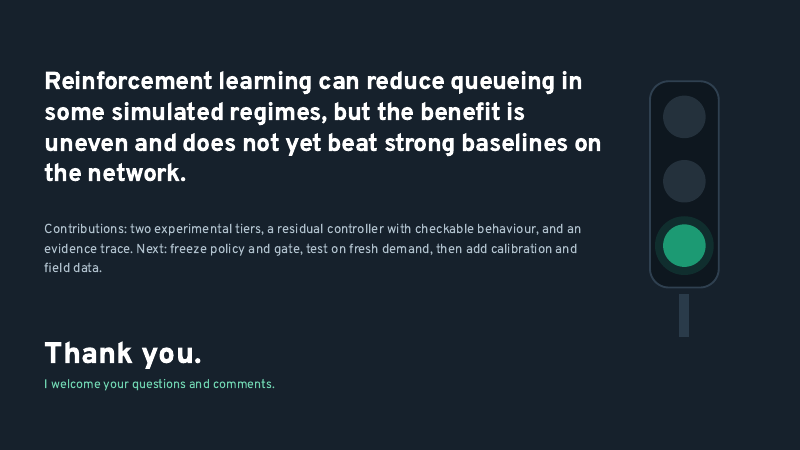 Reinforcement learning can reduce queueing in
some simulated regimes, but the benefit is
uneven and does not yet beat strong baselines on
the network.
Contributions: two experimental tiers, a residual controller with checkable behaviour, and an
evidence trace. Next: freeze policy and gate, test on fresh demand, then add calibration and
field data.
Thank you.
I welcome your questions and comments.